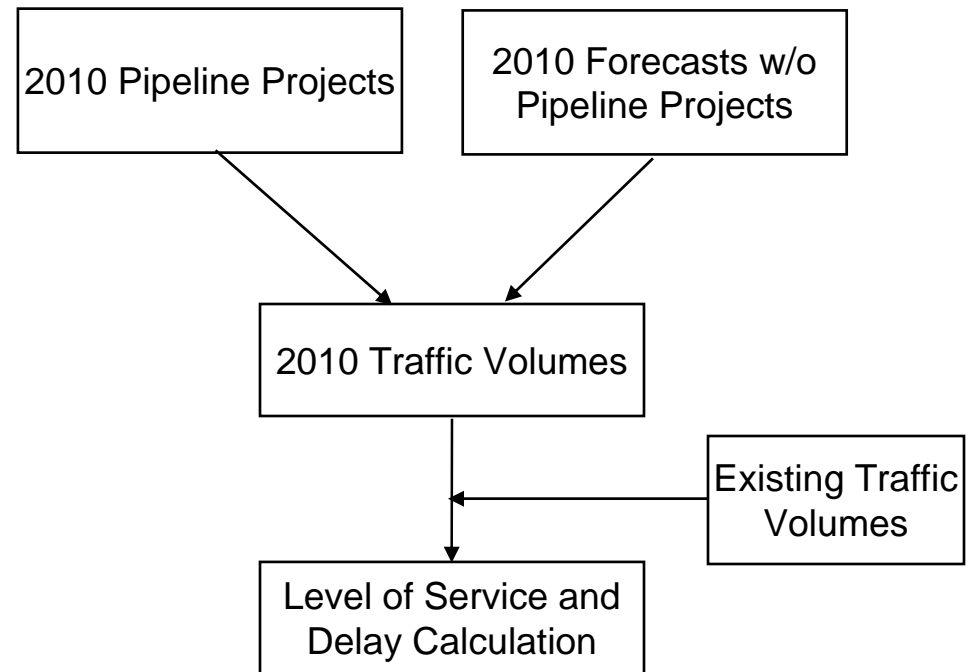 2010 Pipeline Projects
2010 Forecasts w/o
Pipeline Projects
2010 Traffic Volumes
Existing Traffic
Volumes
Level of Service and
Delay Calculation